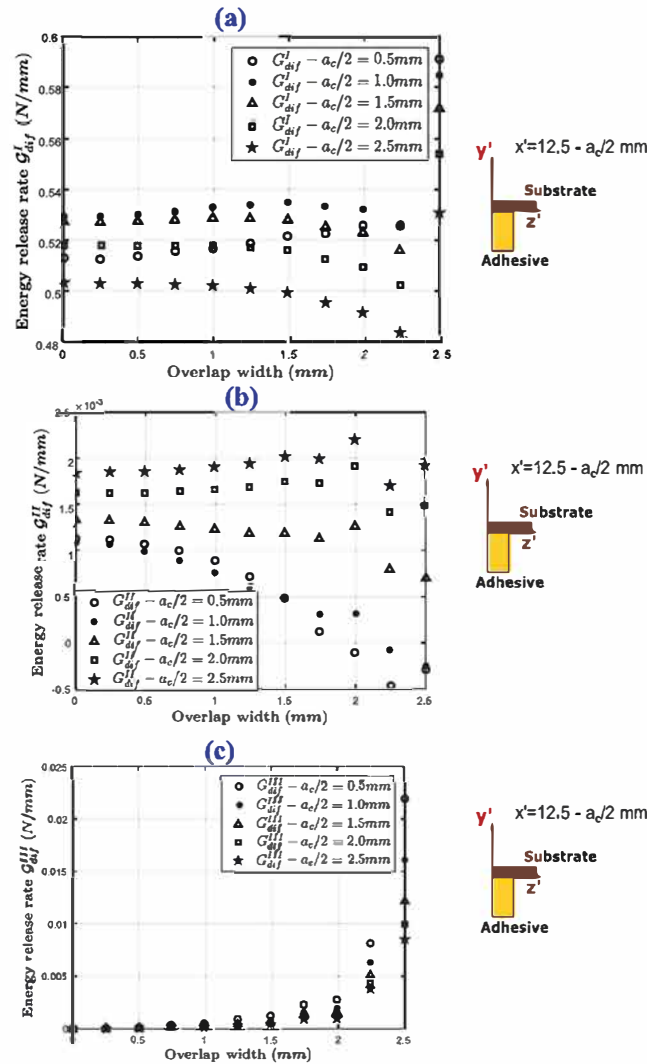 (a)
0.6
0.58
0.56
0.54
0.52
0.5
0.48
Energy release rate 𝒢ᴵ_dif (N/mm)
G^I_dif − a_c/2 = 0.5mm
G^I_dif − a_c/2 = 1.0mm
G^I_dif − a_c/2 = 1.5mm
G^I_dif − a_c/2 = 2.0mm
G^I_dif − a_c/2 = 2.5mm
0 0.5 1 1.5 2 2.5
Overlap width (mm)
y' x'=12.5 - a_c/2 mm
Substrate
z'
Adhesive
(b)
×10⁻³
2.5
2
1.5
1
0.5
0
-0.5
Energy release rate 𝒢^II_dif (N/mm)
G^II_dif − a_c/2 = 0.5mm
G^II_dif − a_c/2 = 1.0mm
G^II_dif − a_c/2 = 1.5mm
G^II_dif − a_c/2 = 2.0mm
G^II_dif − a_c/2 = 2.5mm
0 0.5 1 1.5 2 2.5
Overlap width (mm)
y' x'=12.5 - a_c/2 mm
Substrate
z'
Adhesive
(c)
0.025
0.02
0.015
0.01
0.005
0
Energy release rate 𝒢^III_dif (N/mm)
G^III_dif − a_c/2 = 0.5mm
G^III_dif − a_c/2 = 1.0mm
G^III_dif − a_c/2 = 1.5mm
G^III_dif − a_c/2 = 2.0mm
G^III_dif − a_c/2 = 2.5mm
0 0.5 1 1.5 2 2.5
Overlap width (mm)
y' x'=12.5 - a_c/2 mm
Substrate
z'
Adhesive